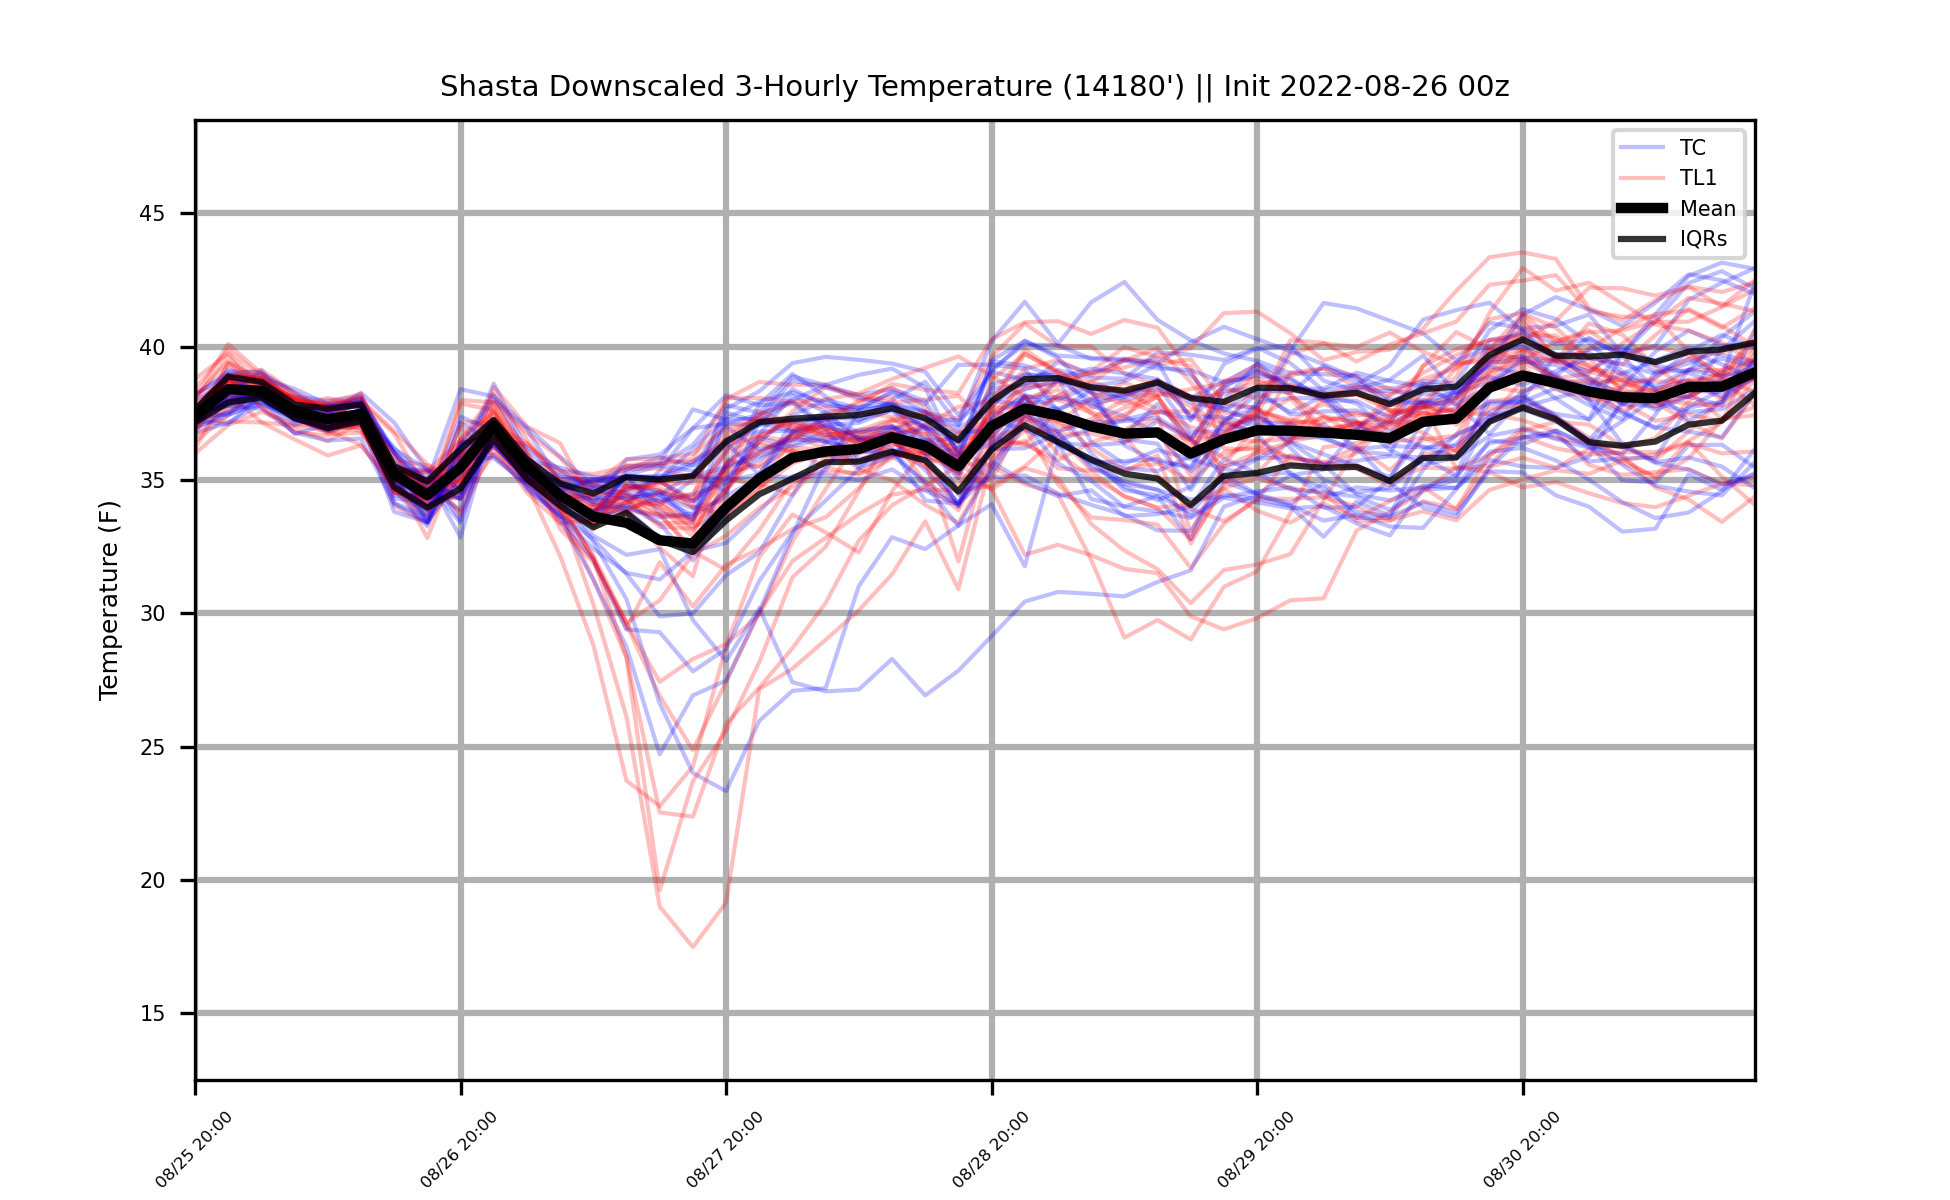 Shasta Downscaled 3-Hourly Temperature (14180') || Init 2022-08-26 00z
TC
TL1
Mean
IQRs
Temperature (F)
45
40
35
30
25
20
15
08/25 20:00
08/26 20:00
08/27 20:00
08/28 20:00
08/29 20:00
08/30 20:00